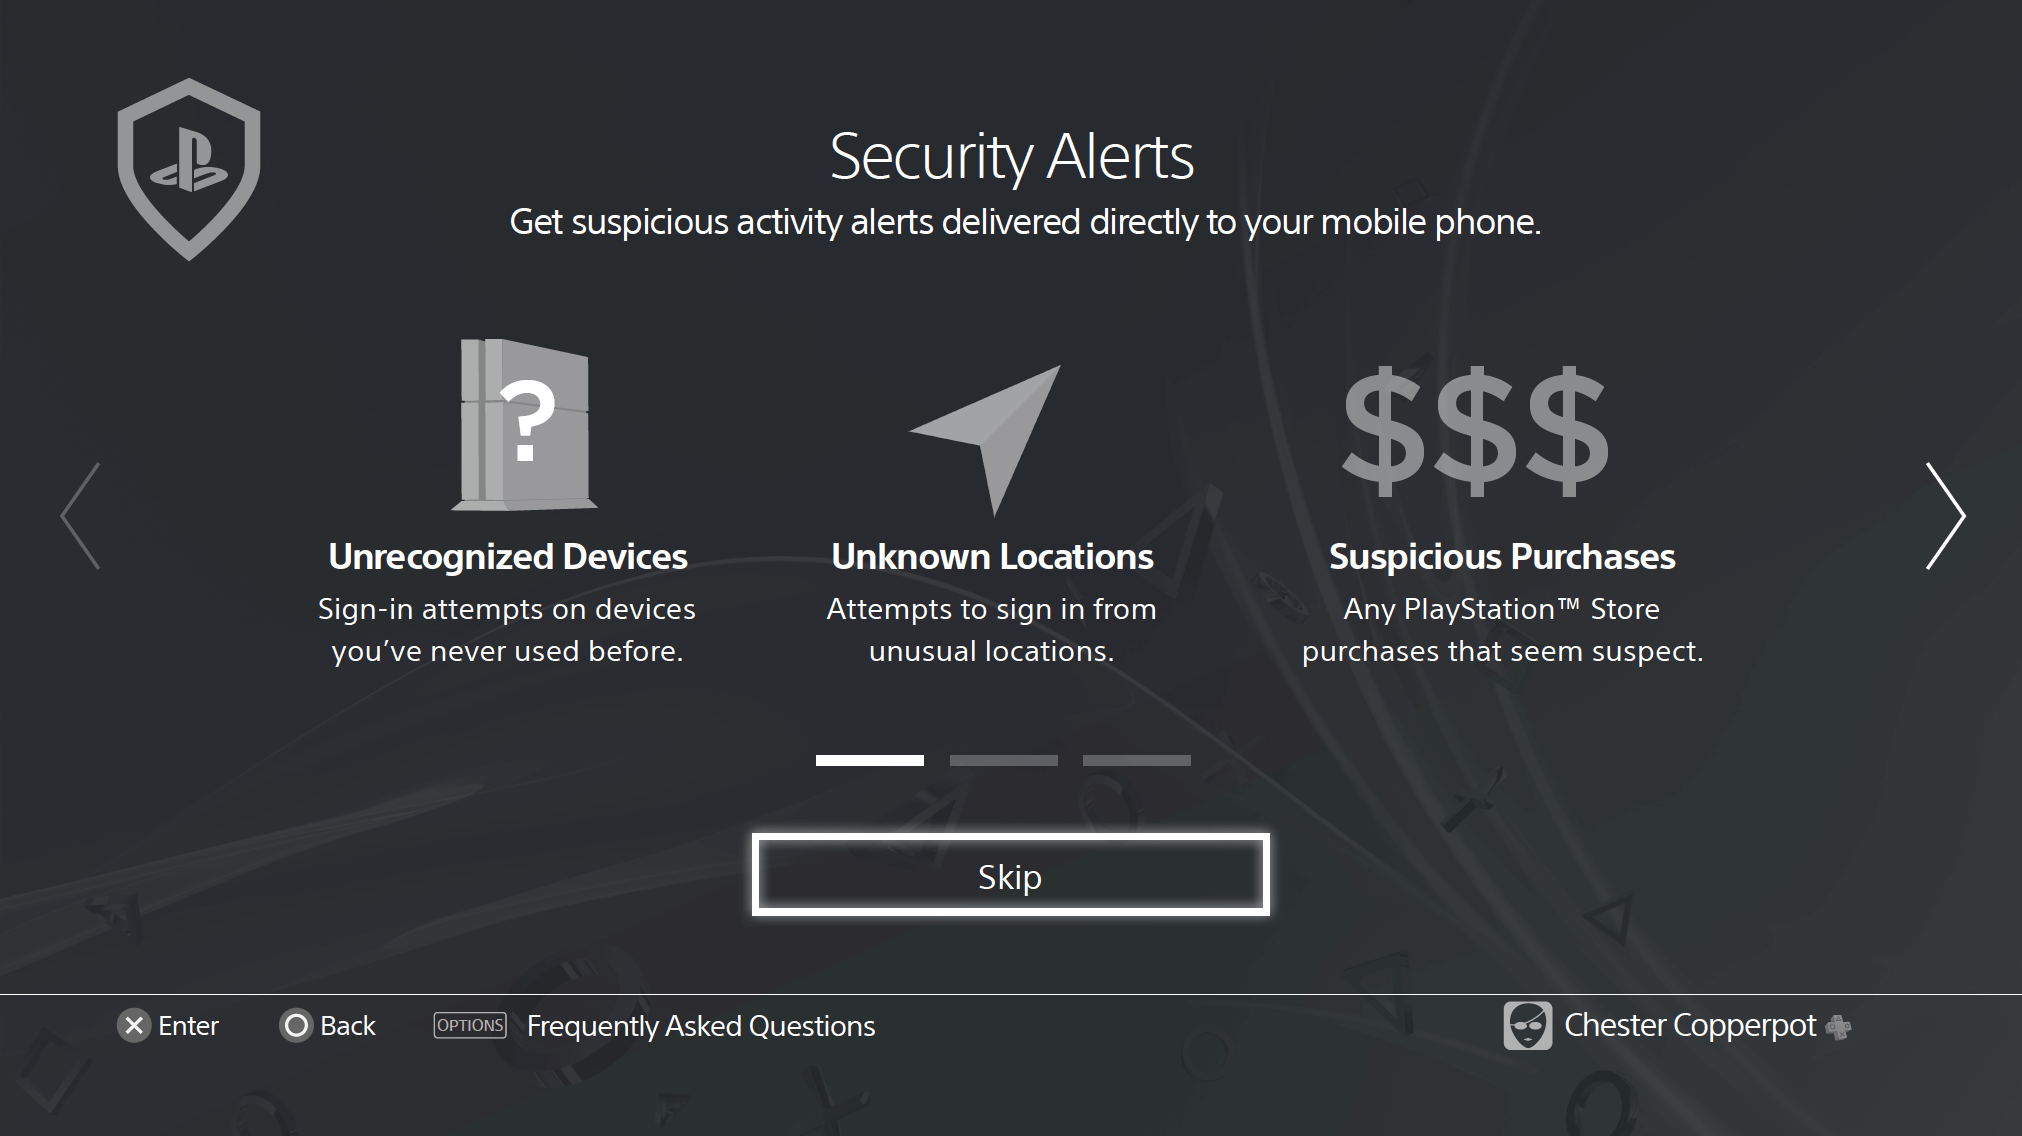 Security Alerts
Get suspicious activity alerts delivered directly to your mobile phone.
?
$$$
Unrecognized Devices
Sign-in attempts on devices
you’ve never used before.
Unknown Locations
Attempts to sign in from
unusual locations.
Suspicious Purchases
Any PlayStation™ Store
purchases that seem suspect.
Skip
Enter
Back
OPTIONS Frequently Asked Questions
Chester Copperpot